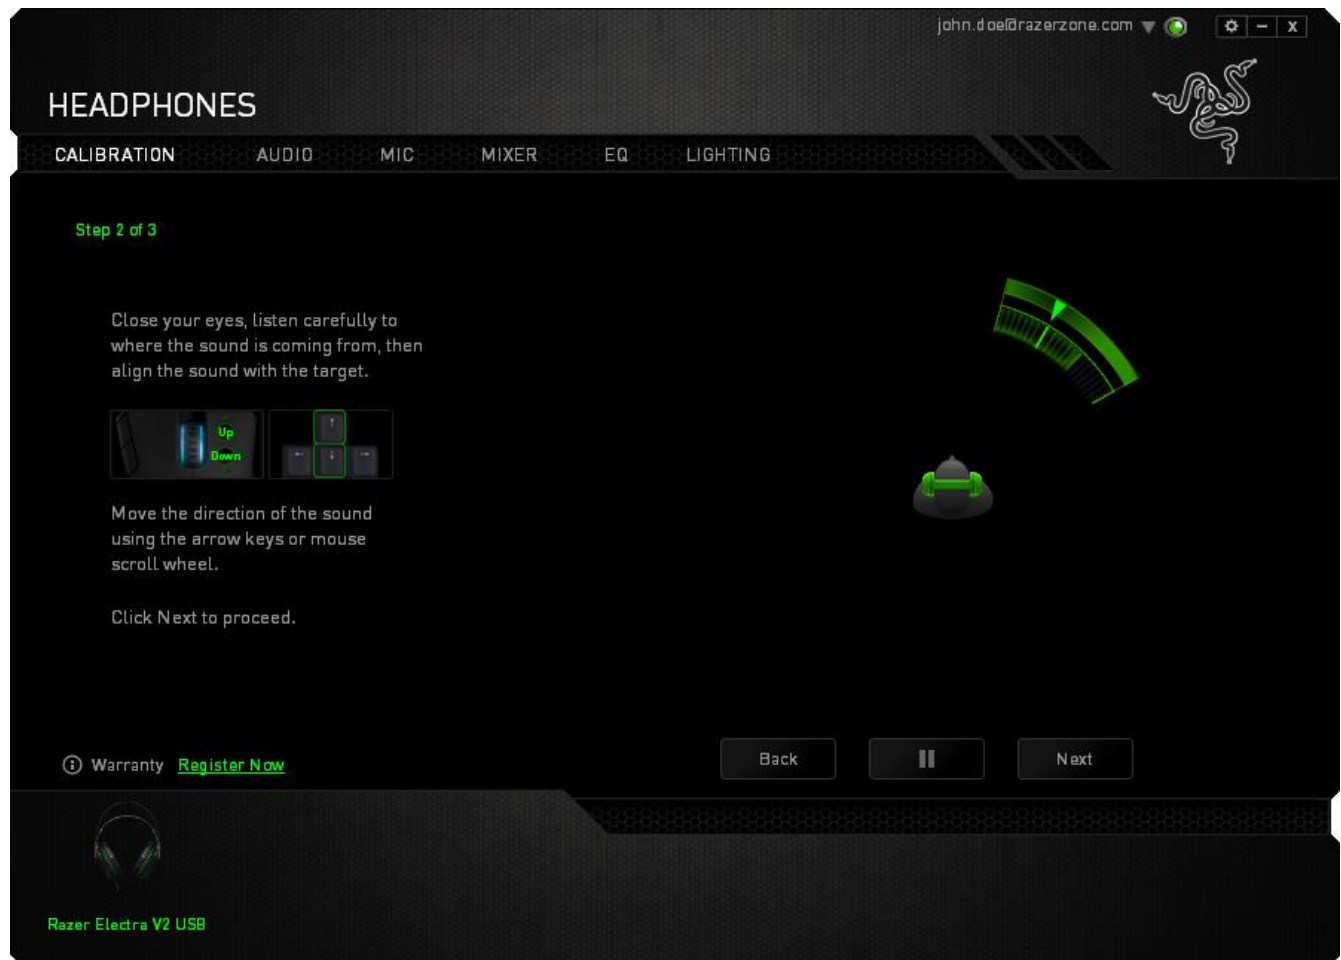 john.doe@razerzone.com
X
HEADPHONES
CALIBRATION AUDIO MIC MIXER EQ LIGHTING
Step 2 of 3
Close your eyes, listen carefully to
where the sound is coming from, then
align the sound with the target.
Up
Down
Move the direction of the sound
using the arrow keys or mouse
scroll wheel.
Click Next to proceed.
Warranty Register Now
Back Next
Razer Electra V2 USB